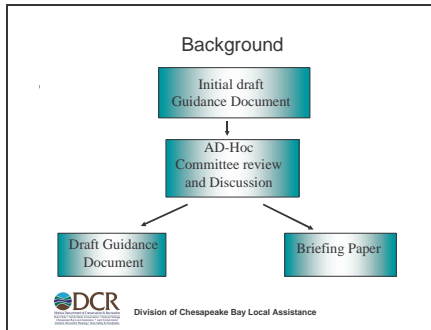 Background
Initial draft
Guidance Document
AD-Hoc
Committee review
and Discussion
Draft Guidance
Document
Briefing Paper
DCR
Division of Chesapeake Bay Local Assistance